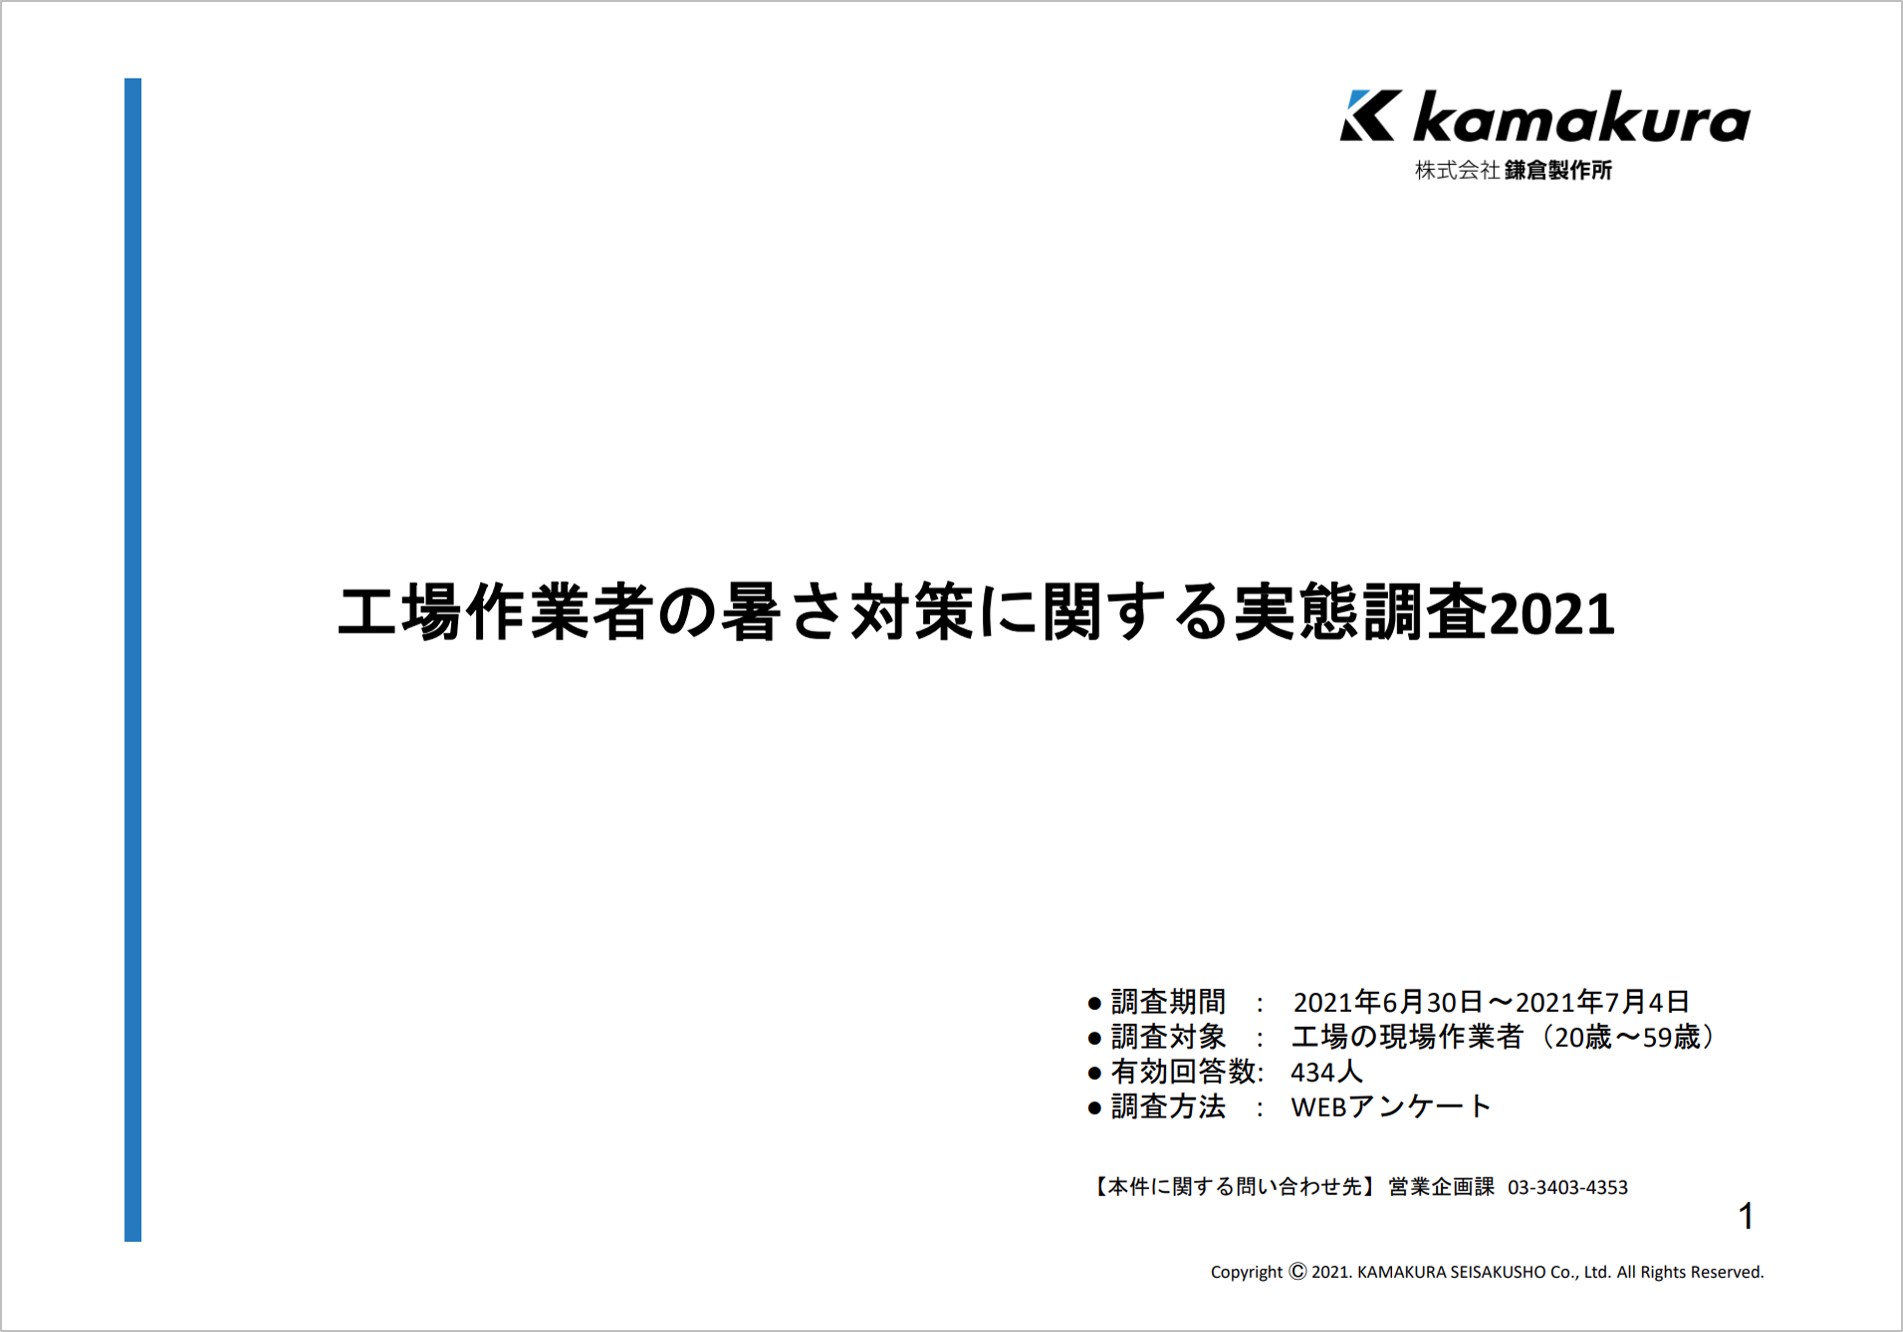 kamakura
株式会社 鎌倉製作所
工場作業者の暑さ対策に関する実態調査2021
● 調査期間　:　2021年6月30日～2021年7月4日
● 調査対象　:　工場の現場作業者（20歳～59歳）
● 有効回答数:　434人
● 調査方法　:　WEBアンケート
【本件に関する問い合わせ先】 営業企画課 03-3403-4353
1
Copyright Ⓒ 2021. KAMAKURA SEISAKUSHO Co., Ltd. All Rights Reserved.